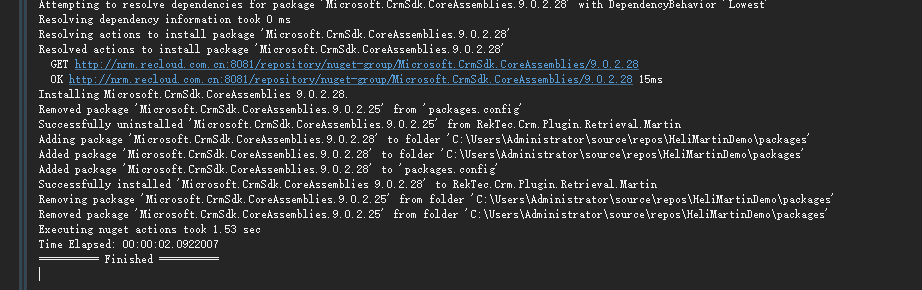 Attempting to resolve dependencies for package 'Microsoft.CrmSdk.CoreAssemblies.9.0.2.28' with DependencyBehavior 'Lowest'
Resolving dependency information took 0 ms
Resolving actions to install package 'Microsoft.CrmSdk.CoreAssemblies.9.0.2.28'
Resolved actions to install package 'Microsoft.CrmSdk.CoreAssemblies.9.0.2.28'
GET http://nrm.recloud.com.cn:8081/repository/nuget-group/Microsoft.CrmSdk.CoreAssemblies/9.0.2.28
OK http://nrm.recloud.com.cn:8081/repository/nuget-group/Microsoft.CrmSdk.CoreAssemblies/9.0.2.28 15ms
Installing Microsoft.CrmSdk.CoreAssemblies 9.0.2.28.
Removed package 'Microsoft.CrmSdk.CoreAssemblies.9.0.2.25' from 'packages.config'
Successfully uninstalled 'Microsoft.CrmSdk.CoreAssemblies.9.0.2.25' from RekTec.Crm.Plugin.Retrieval.Martin
Adding package 'Microsoft.CrmSdk.CoreAssemblies.9.0.2.28' to folder 'C:\Users\Administrator\source\repos\HeliMartinDemo\packages'
Added package 'Microsoft.CrmSdk.CoreAssemblies.9.0.2.28' to folder 'C:\Users\Administrator\source\repos\HeliMartinDemo\packages'
Added package 'Microsoft.CrmSdk.CoreAssemblies.9.0.2.28' to 'packages.config'
Successfully installed 'Microsoft.CrmSdk.CoreAssemblies 9.0.2.28' to RekTec.Crm.Plugin.Retrieval.Martin
Removing package 'Microsoft.CrmSdk.CoreAssemblies.9.0.2.25' from folder 'C:\Users\Administrator\source\repos\HeliMartinDemo\packages'
Removed package 'Microsoft.CrmSdk.CoreAssemblies.9.0.2.25' from folder 'C:\Users\Administrator\source\repos\HeliMartinDemo\packages'
Executing nuget actions took 1.53 sec
Time Elapsed: 00:00:02.0922007
========== Finished ==========